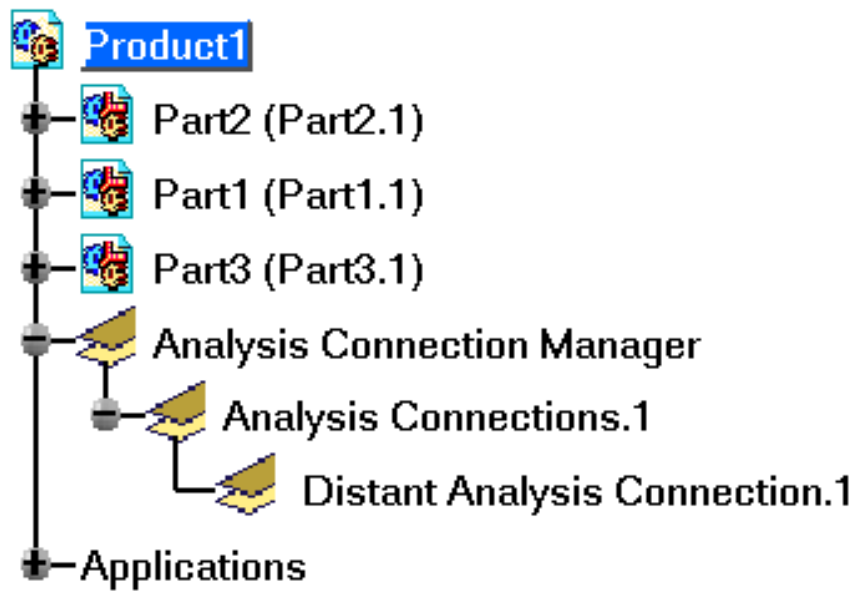 Product1
Part2 (Part2.1)
Part1 (Part1.1)
Part3 (Part3.1)
Analysis Connection Manager
Analysis Connections.1
Distant Analysis Connection.1
Applications